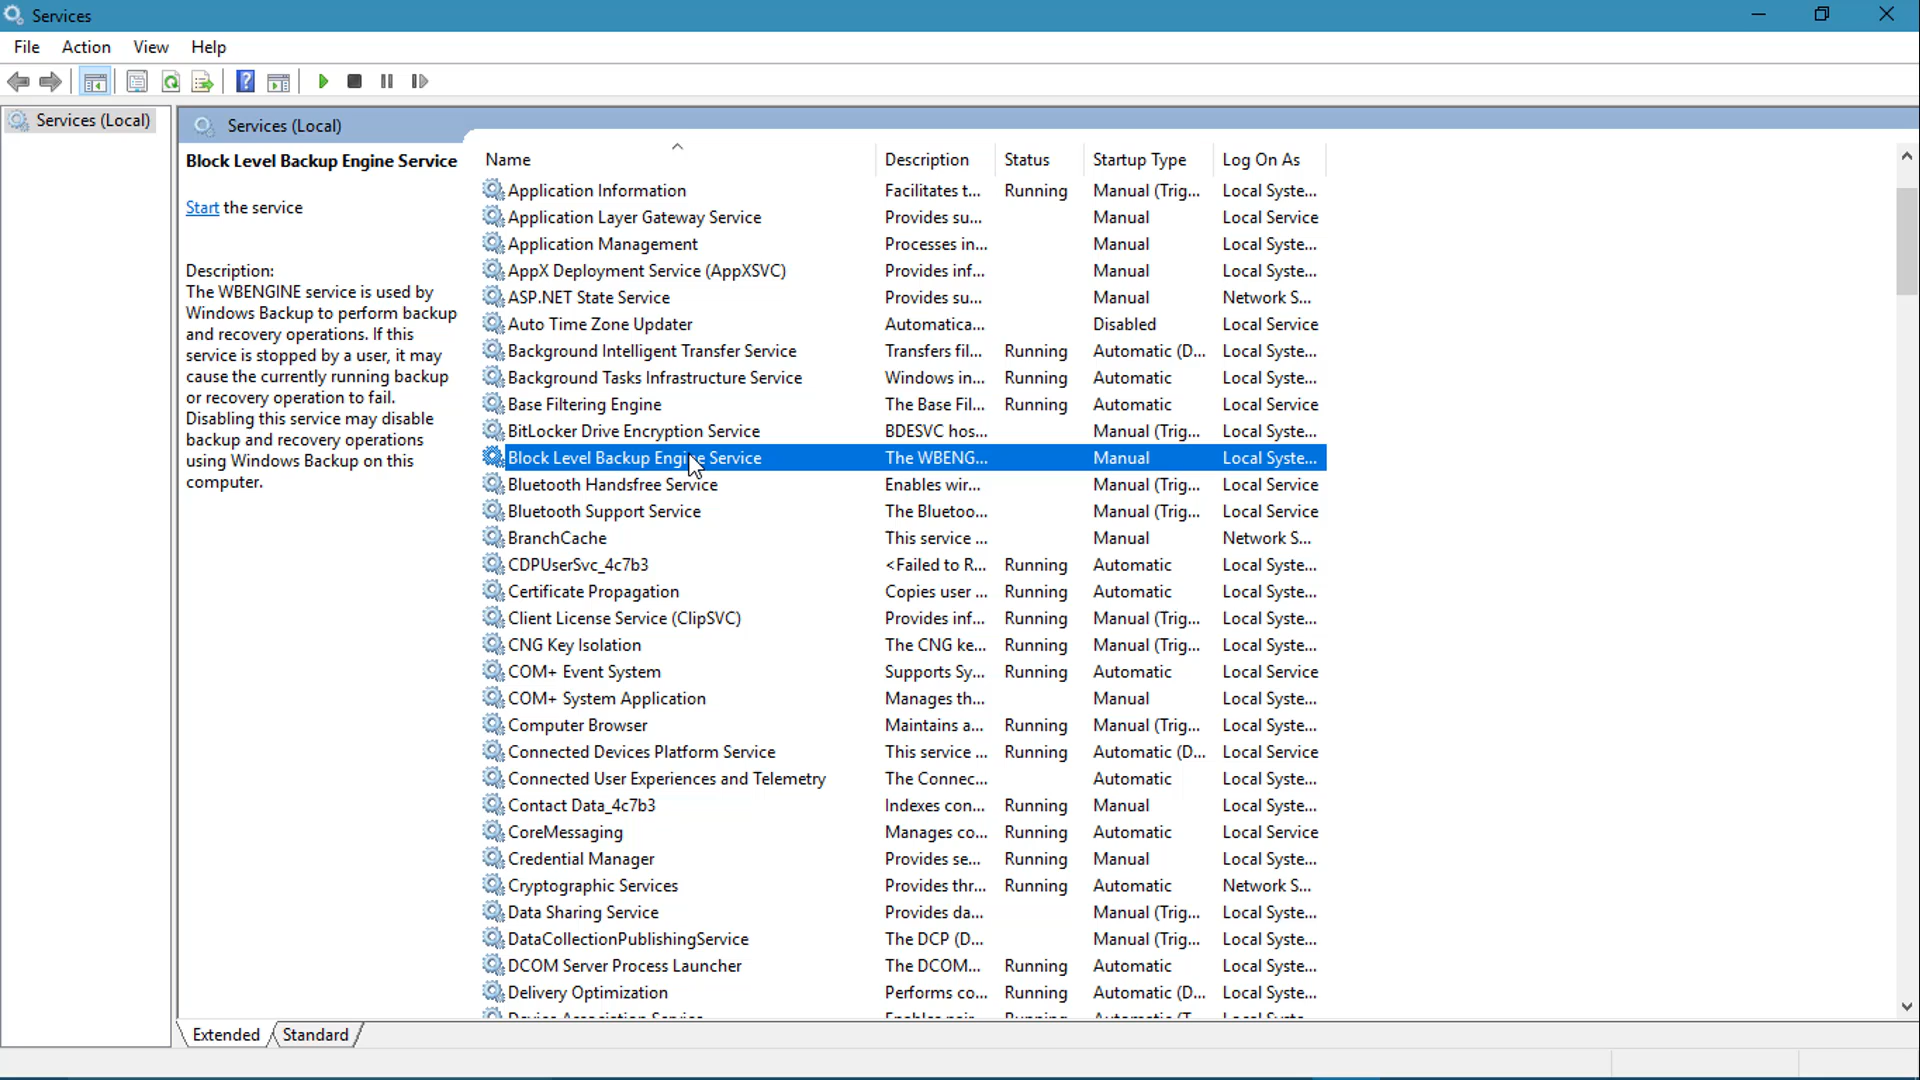 Services
File Action View Help
Services (Local)
Services (Local)
Block Level Backup Engine Service
Start the service
Description:
The WBENGINE service is used by
Windows Backup to perform backup
and recovery operations. If this
service is stopped by a user, it may
cause the currently running backup
or recovery operation to fail.
Disabling this service may disable
backup and recovery operations
using Windows Backup on this
computer.
Name Description Status Startup Type Log On As
Application Information Facilitates t... Running Manual (Trig... Local Syste...
Application Layer Gateway Service Provides su... Manual Local Service
Application Management Processes in... Manual Local Syste...
AppX Deployment Service (AppXSVC) Provides inf... Manual Local Syste...
ASP.NET State Service Provides su... Manual Network S...
Auto Time Zone Updater Automatica... Disabled Local Service
Background Intelligent Transfer Service Transfers fil... Running Automatic (D... Local Syste...
Background Tasks Infrastructure Service Windows in... Running Automatic Local Syste...
Base Filtering Engine The Base Fil... Running Automatic Local Service
BitLocker Drive Encryption Service BDESVC hos... Manual (Trig... Local Syste...
Block Level Backup Engine Service The WBENG... Manual Local Syste...
Bluetooth Handsfree Service Enables wir... Manual (Trig... Local Service
Bluetooth Support Service The Bluetoo... Manual (Trig... Local Service
BranchCache This service ... Manual Network S...
CDPUserSvc_4c7b3 <Failed to R... Running Automatic Local Syste...
Certificate Propagation Copies user ... Running Automatic Local Syste...
Client License Service (ClipSVC) Provides inf... Running Manual (Trig... Local Syste...
CNG Key Isolation The CNG ke... Running Manual (Trig... Local Syste...
COM+ Event System Supports Sy... Running Automatic Local Service
COM+ System Application Manages th... Manual Local Syste...
Computer Browser Maintains a... Running Manual (Trig... Local Syste...
Connected Devices Platform Service This service ... Running Automatic (D... Local Service
Connected User Experiences and Telemetry The Connec... Automatic Local Syste...
Contact Data_4c7b3 Indexes con... Running Manual Local Syste...
CoreMessaging Manages co... Running Automatic Local Service
Credential Manager Provides se... Running Manual Local Syste...
Cryptographic Services Provides thr... Running Automatic Network S...
Data Sharing Service Provides da... Manual (Trig... Local Syste...
DataCollectionPublishingService The DCP (D... Manual (Trig... Local Syste...
DCOM Server Process Launcher The DCOM... Running Automatic Local Syste...
Delivery Optimization Performs co... Running Automatic (D... Local Syste...
Extended Standard